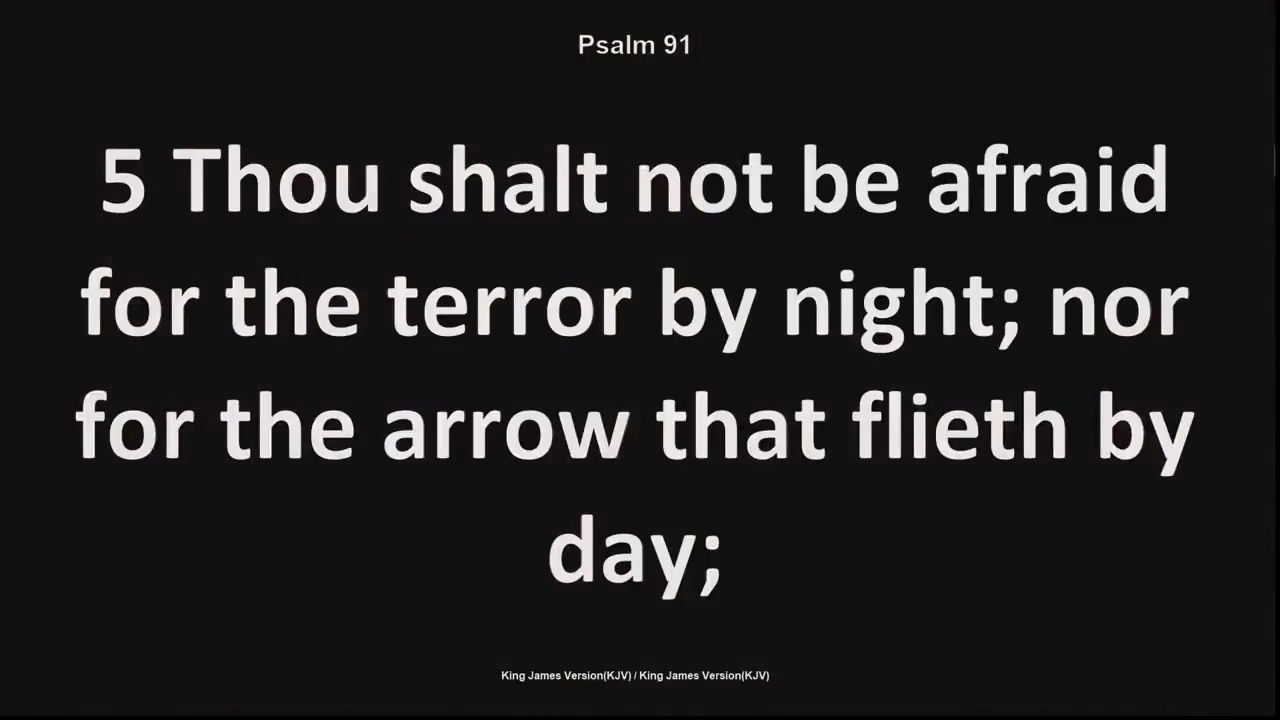 Psalm 91
5 Thou shalt not be afraid
for the terror by night; nor
for the arrow that flieth by
day;
King James Version(KJV) / King James Version(KJV)